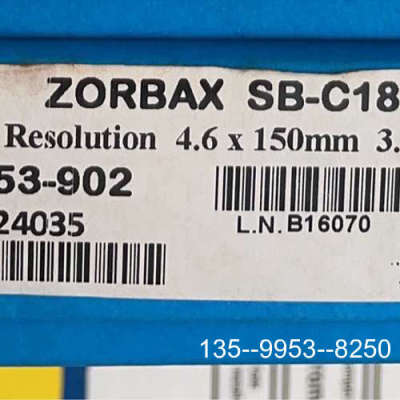 ZORBAX SB-C18
Resolution 4.6 x 150mm 3.
53-902
24035
L.N. B16070
135--9953--8250